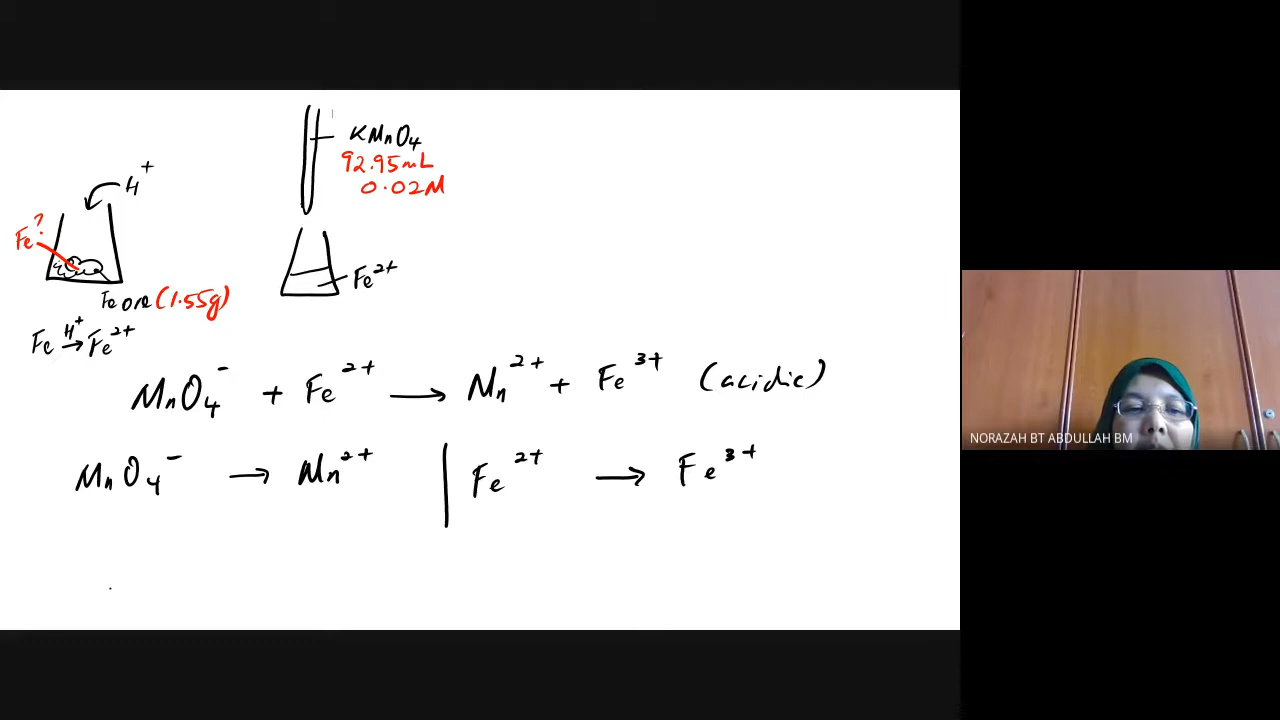 KMnO4
92.95mL
0.02M
H+
Fe?
Fe2+
Fe ore (1.55g)
Fe H+→ Fe2+
MnO4- + Fe2+ → Mn2+ + Fe3+ (acidic)
MnO4- → Mn2+ | Fe2+ → Fe3+
NORAZAH BT ABDULLAH BM